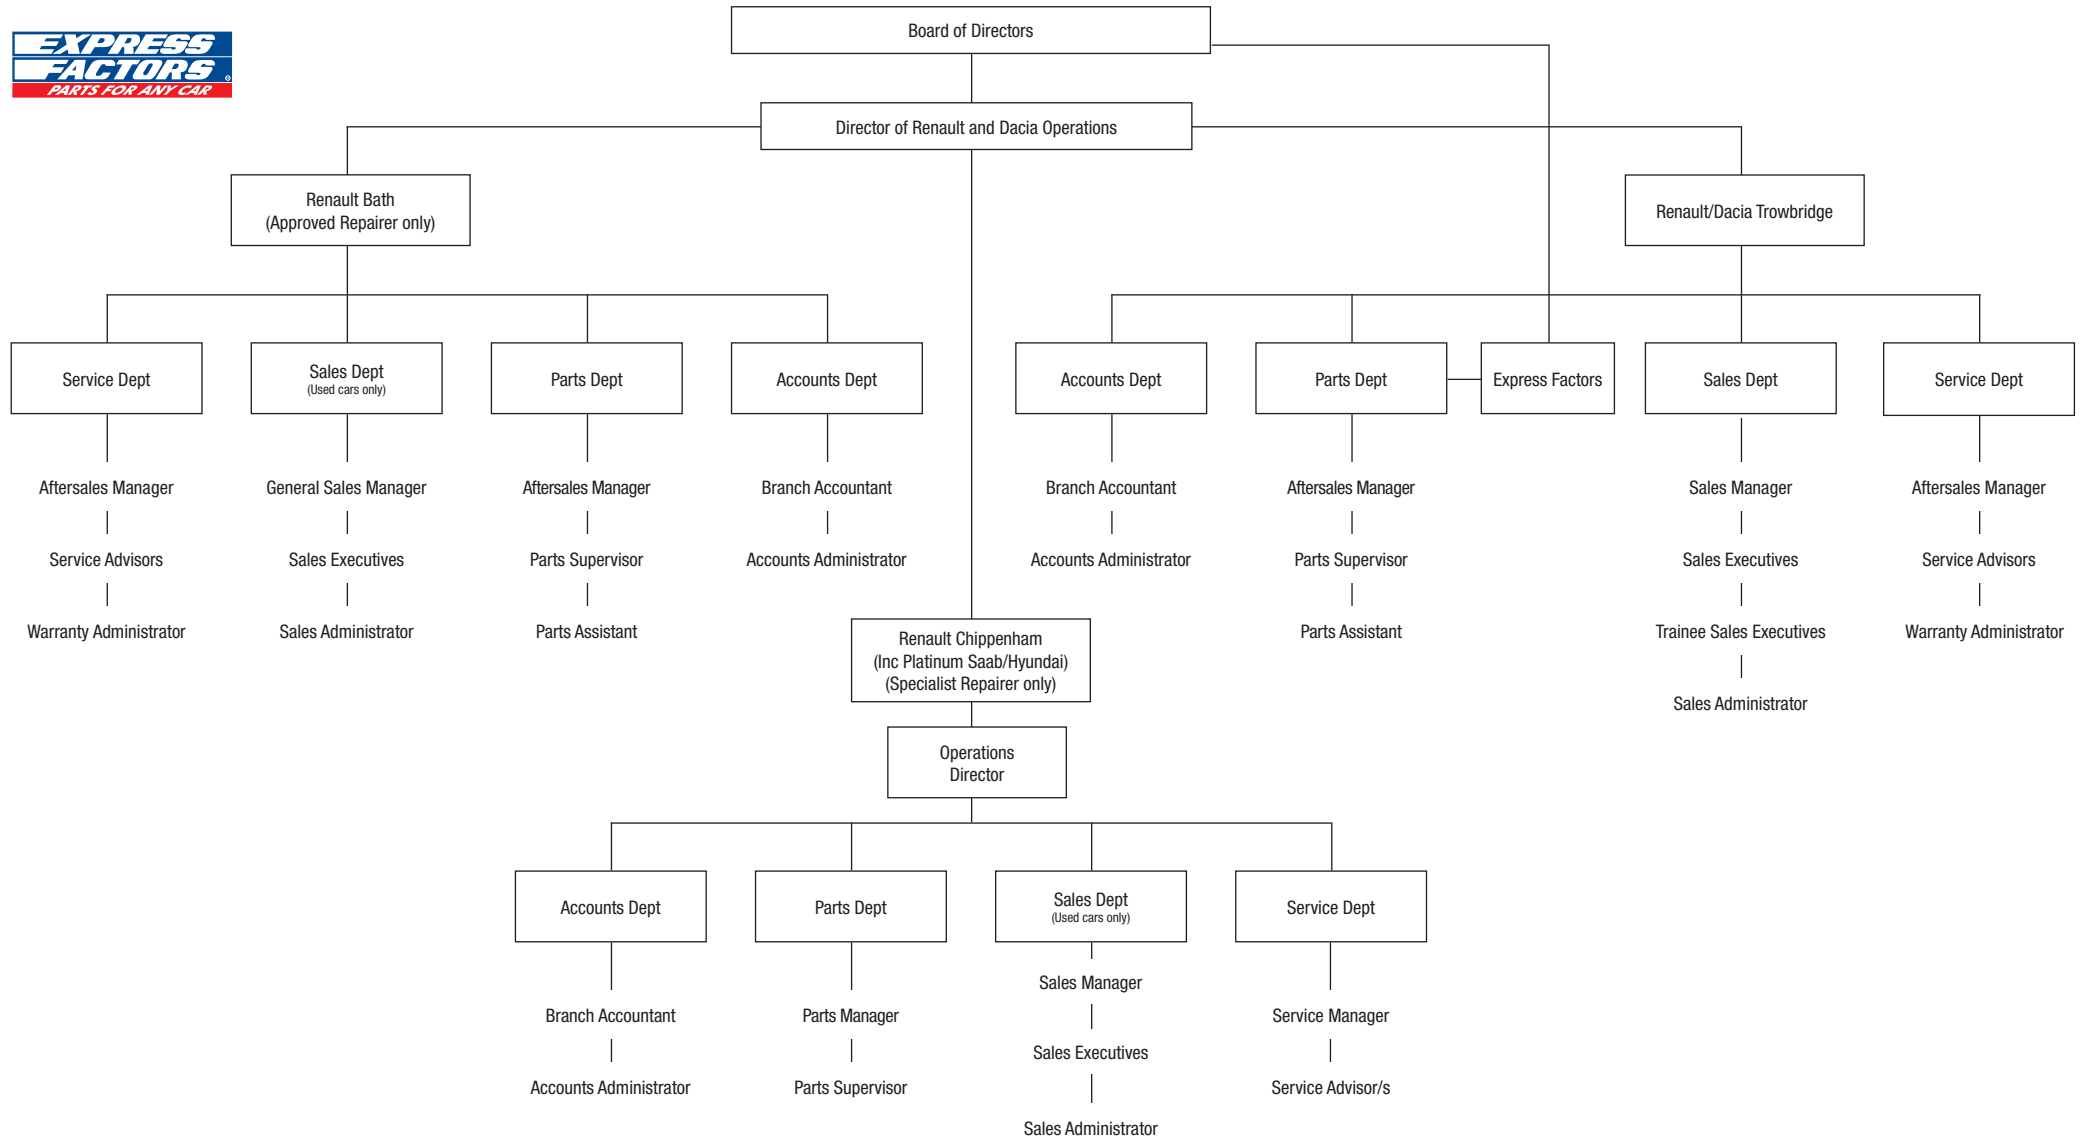 EXPRESS
FACTORS
PARTS FOR ANY CAR
Board of Directors
Director of Renault and Dacia Operations
Renault Bath
(Approved Repairer only)
Renault/Dacia Trowbridge
Service Dept
Sales Dept
(Used cars only)
Parts Dept
Accounts Dept
Accounts Dept
Parts Dept
Express Factors
Sales Dept
Service Dept
Aftersales Manager
General Sales Manager
Aftersales Manager
Branch Accountant
Branch Accountant
Aftersales Manager
Sales Manager
Aftersales Manager
Service Advisors
Sales Executives
Parts Supervisor
Accounts Administrator
Accounts Administrator
Parts Supervisor
Sales Executives
Service Advisors
Warranty Administrator
Sales Administrator
Parts Assistant
Parts Assistant
Trainee Sales Executives
Warranty Administrator
Sales Administrator
Renault Chippenham
(Inc Platinum Saab/Hyundai)
(Specialist Repairer only)
Operations
Director
Accounts Dept
Parts Dept
Sales Dept
(Used cars only)
Service Dept
Branch Accountant
Parts Manager
Sales Manager
Service Manager
Accounts Administrator
Parts Supervisor
Sales Executives
Service Advisor/s
Sales Administrator